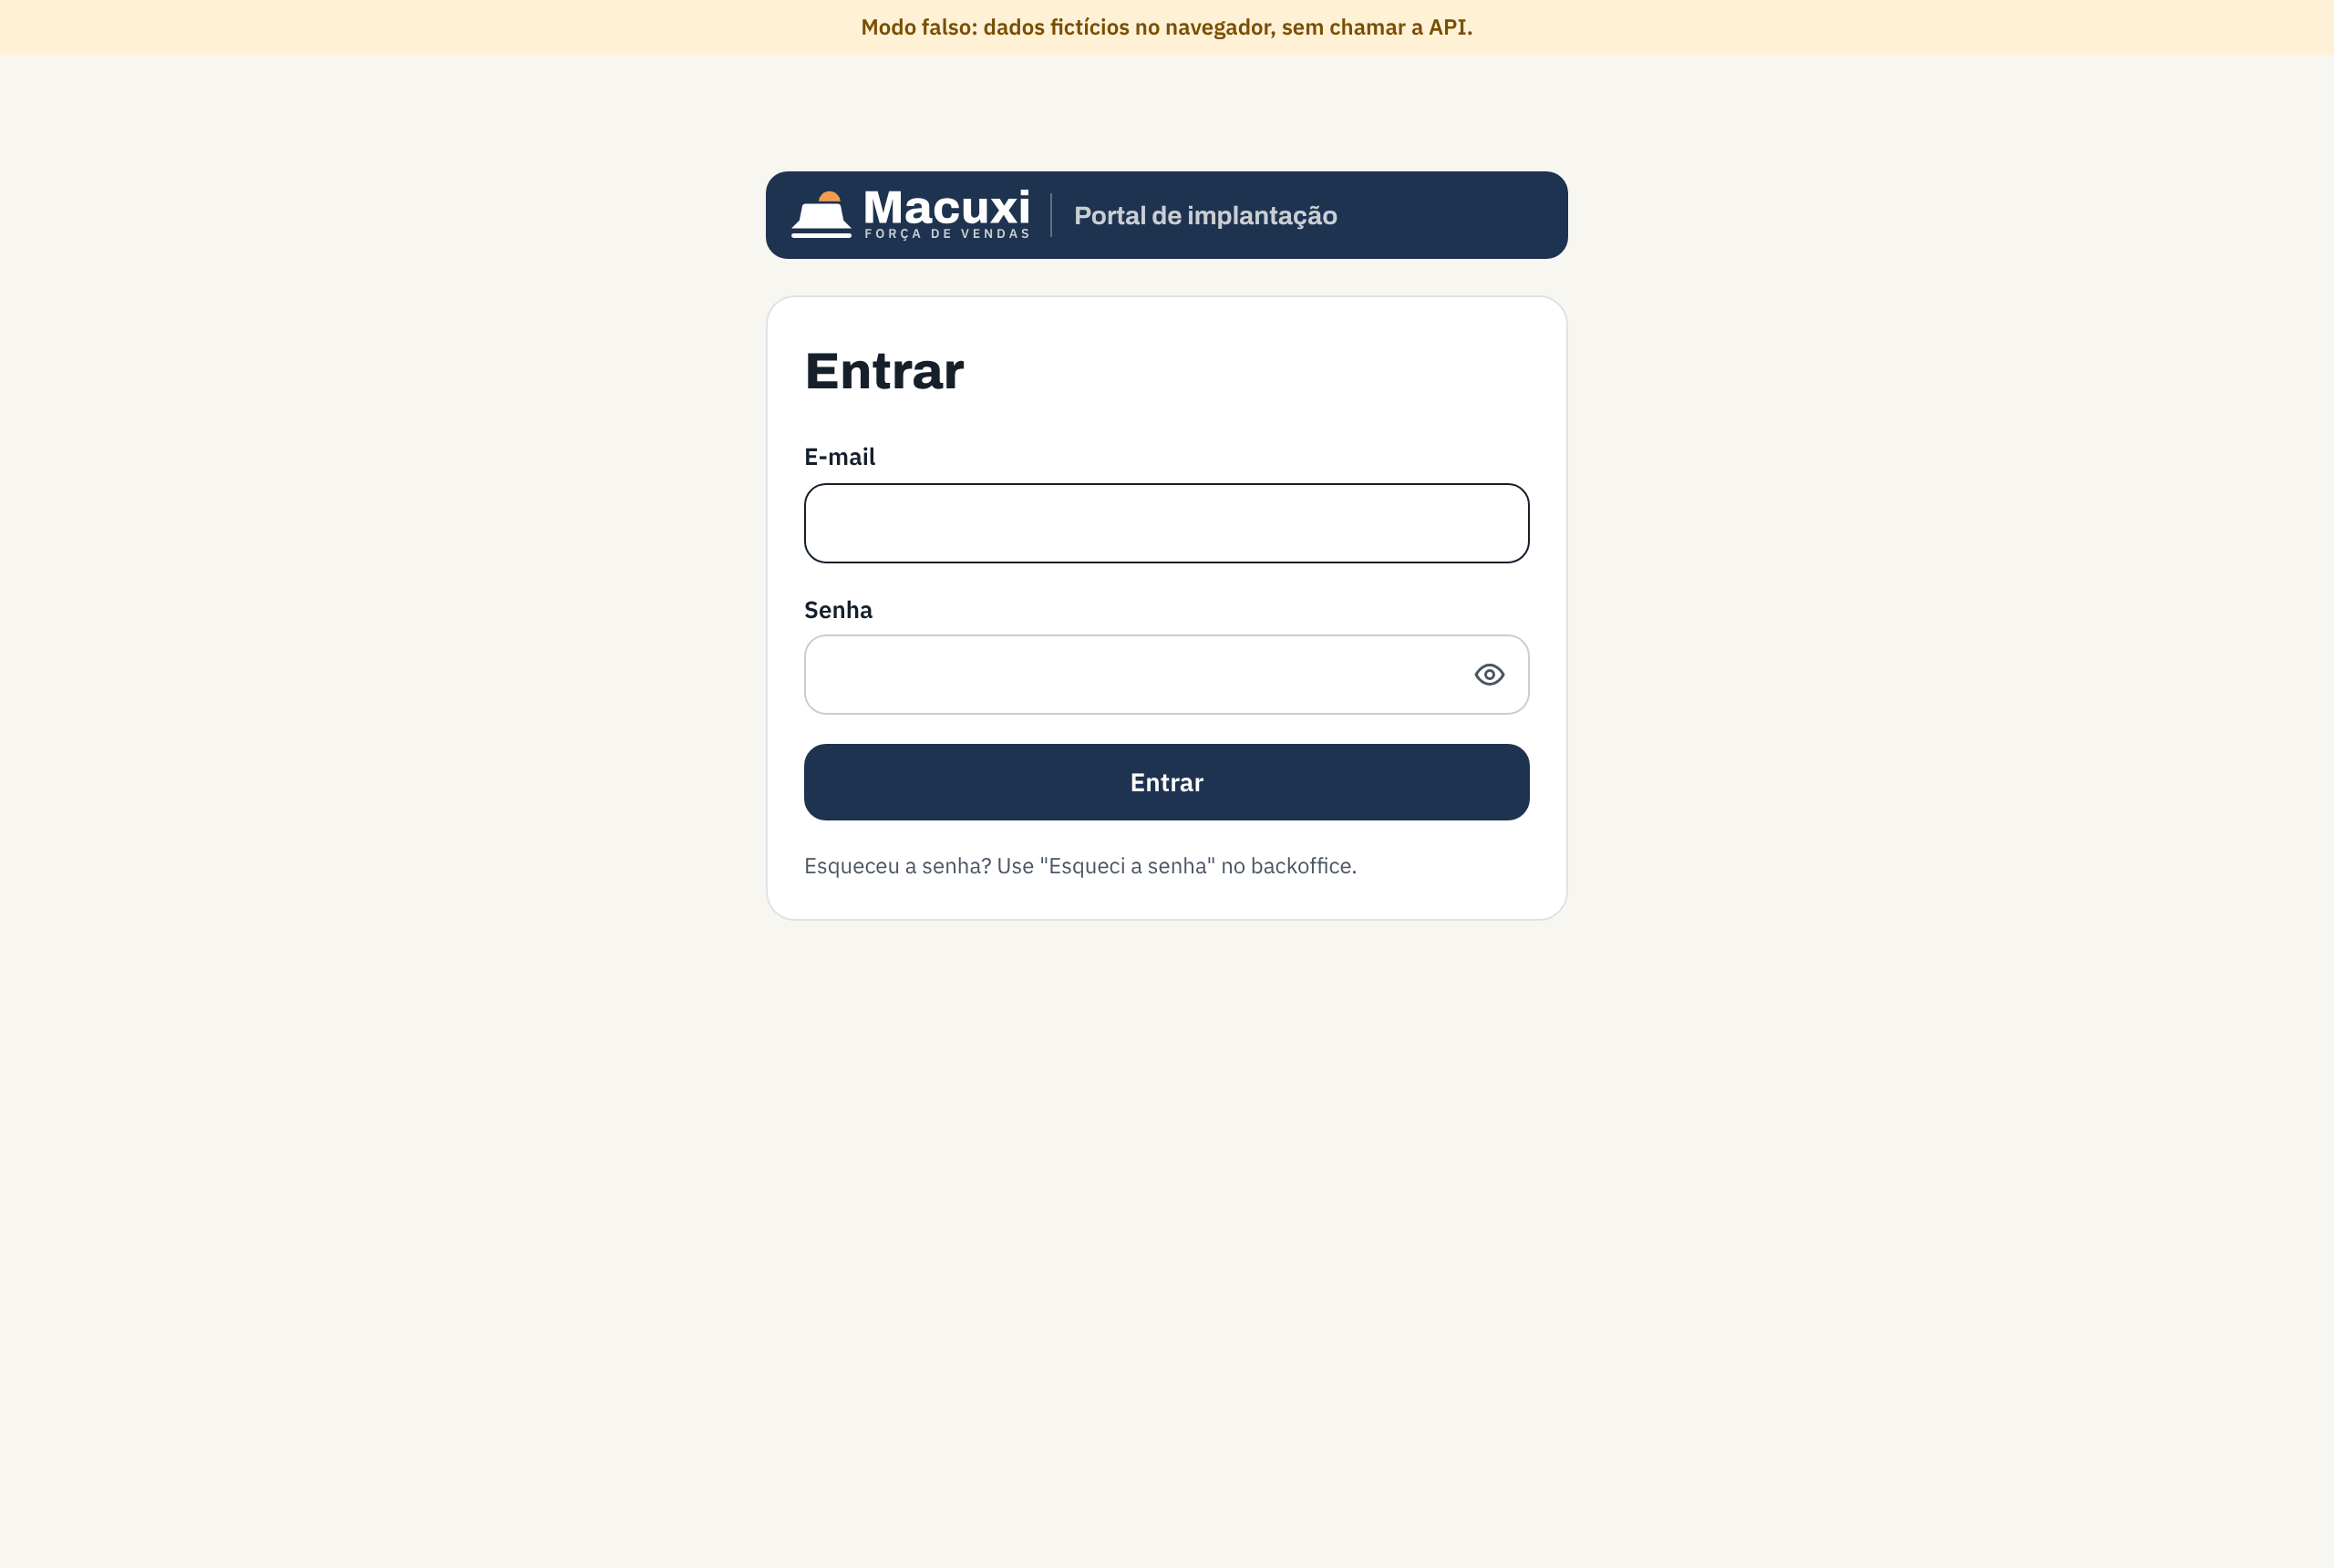 Modo falso: dados fictícios no navegador, sem chamar a API.
Macuxi
FORÇA DE VENDAS
Portal de implantação
Entrar
E-mail
Senha
Entrar
Esqueceu a senha? Use "Esqueci a senha" no backoffice.